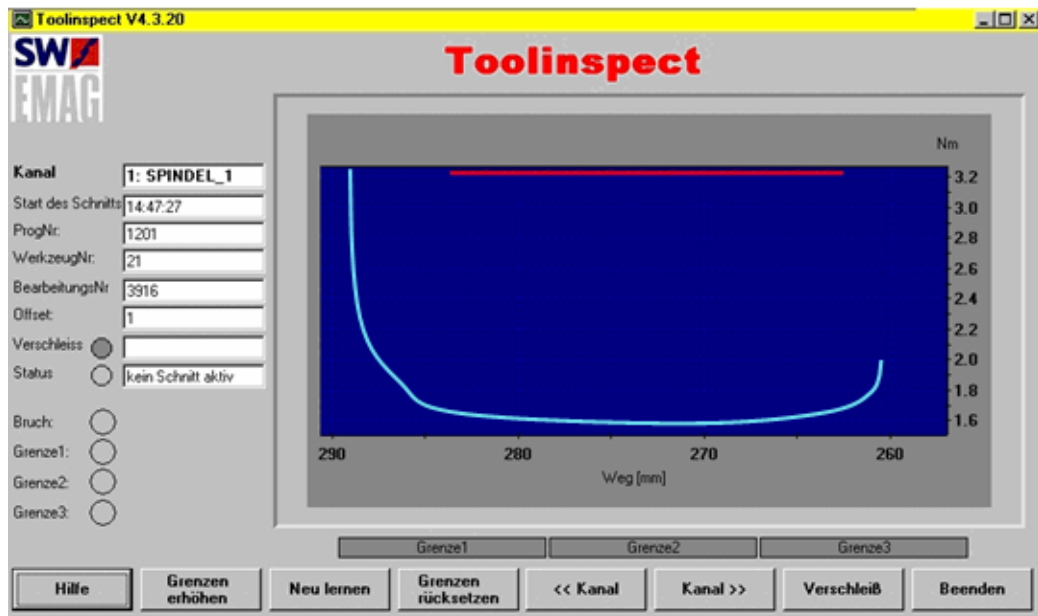 Toolinspect V4.3.20
SW
EMAG
Toolinspect
Kanal 1: SPINDEL_1
Start des Schnitts 14:47:27
ProgNr: 1201
WerkzeugNr: 21
BearbeitungsNr 3916
Offset: 1
Verschleiss
Status kein Schnitt aktiv
Bruch:
Grenze1:
Grenze2:
Grenze3:
Nm
3.2
3.0
2.8
2.6
2.4
2.2
2.0
1.8
1.6
290 280 270 260
Weg [mm]
Grenze1 Grenze2 Grenze3
Hilfe
Grenzen
erhöhen
Neu lernen
Grenzen
rücksetzen
<< Kanal
Kanal >>
Verschleiß
Beenden